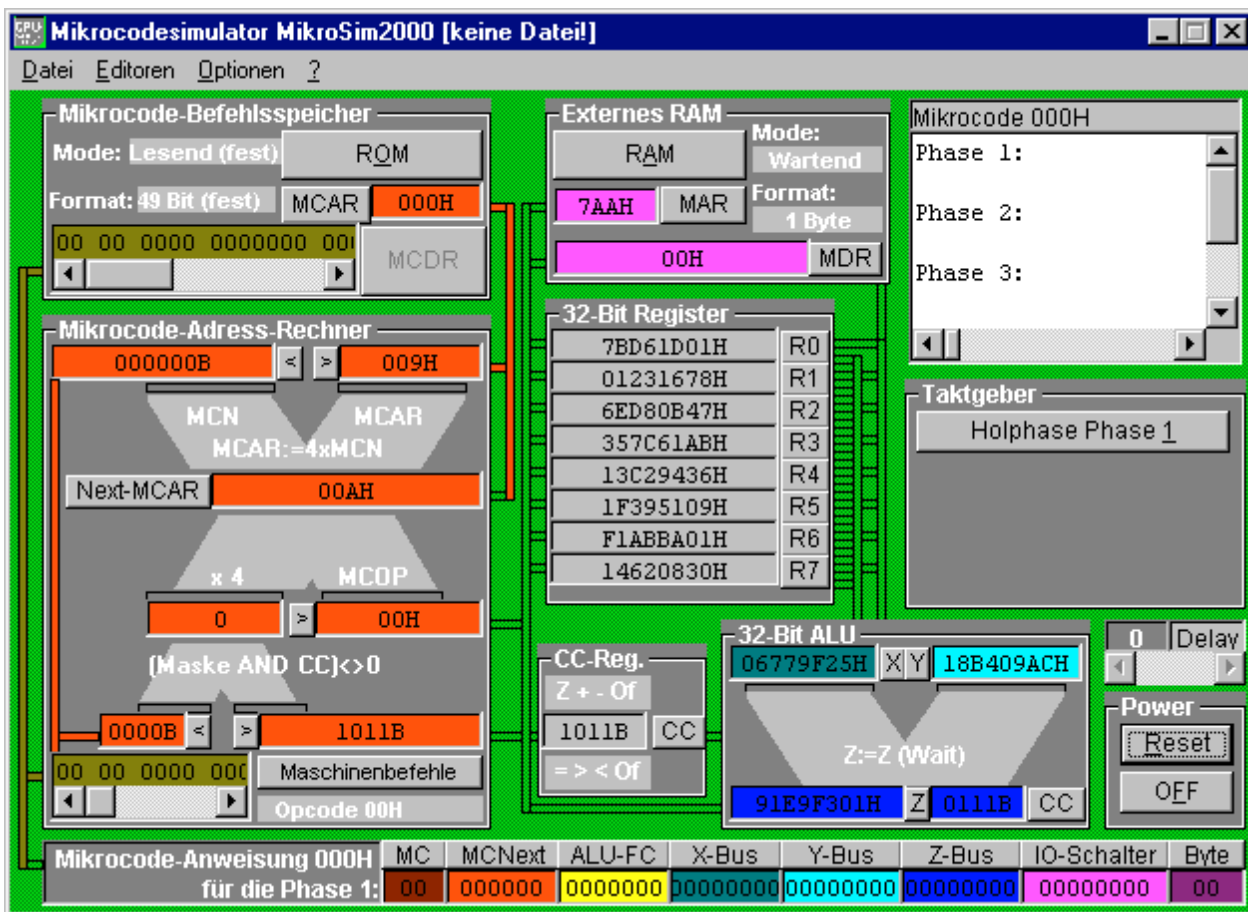 Mikrocodesimulator MikroSim2000 [keine Datei!]
Datei Editoren Optionen ?
Mikrocode-Befehlsspeicher
Mode: Lesend (fest) ROM
Format: 49 Bit (fest) MCAR 000H
00 00 0000 0000000
MCDR
Mikrocode-Adress-Rechner
000000B < > 009H
MCN MCAR
MCAR:=4xMCN
Next-MCAR 00AH
x 4 MCOP
0 > 00H
(Maske AND CC)<>0
0000B < > 1011B
00 00 0000 Maschinenbefehle
Opcode 00H
Externes RAM
RAM Mode:
Wartend
7AAH MAR Format:
1 Byte
00H MDR
32-Bit Register
7BD61D01H R0
01231678H R1
6ED80B47H R2
357C61ABH R3
13C29436H R4
1F395109H R5
F1ABBA01H R6
14620830H R7
CC-Reg.
Z + - Of
1011B CC
= > < Of
32-Bit ALU
06779F25H X Y 18B409ACH
Z:=Z (Wait)
91E9F301H Z 0111B CC
Mikrocode 000H
Phase 1:
Phase 2:
Phase 3:
Taktgeber
Holphase Phase 1
0 Delay
Power
Reset
OFF
Mikrocode-Anweisung 000H MC MCNext ALU-FC X-Bus Y-Bus Z-Bus IO-Schalter Byte
für die Phase 1: 00 000000 0000000 00000000 00000000 00000000 00000000 00